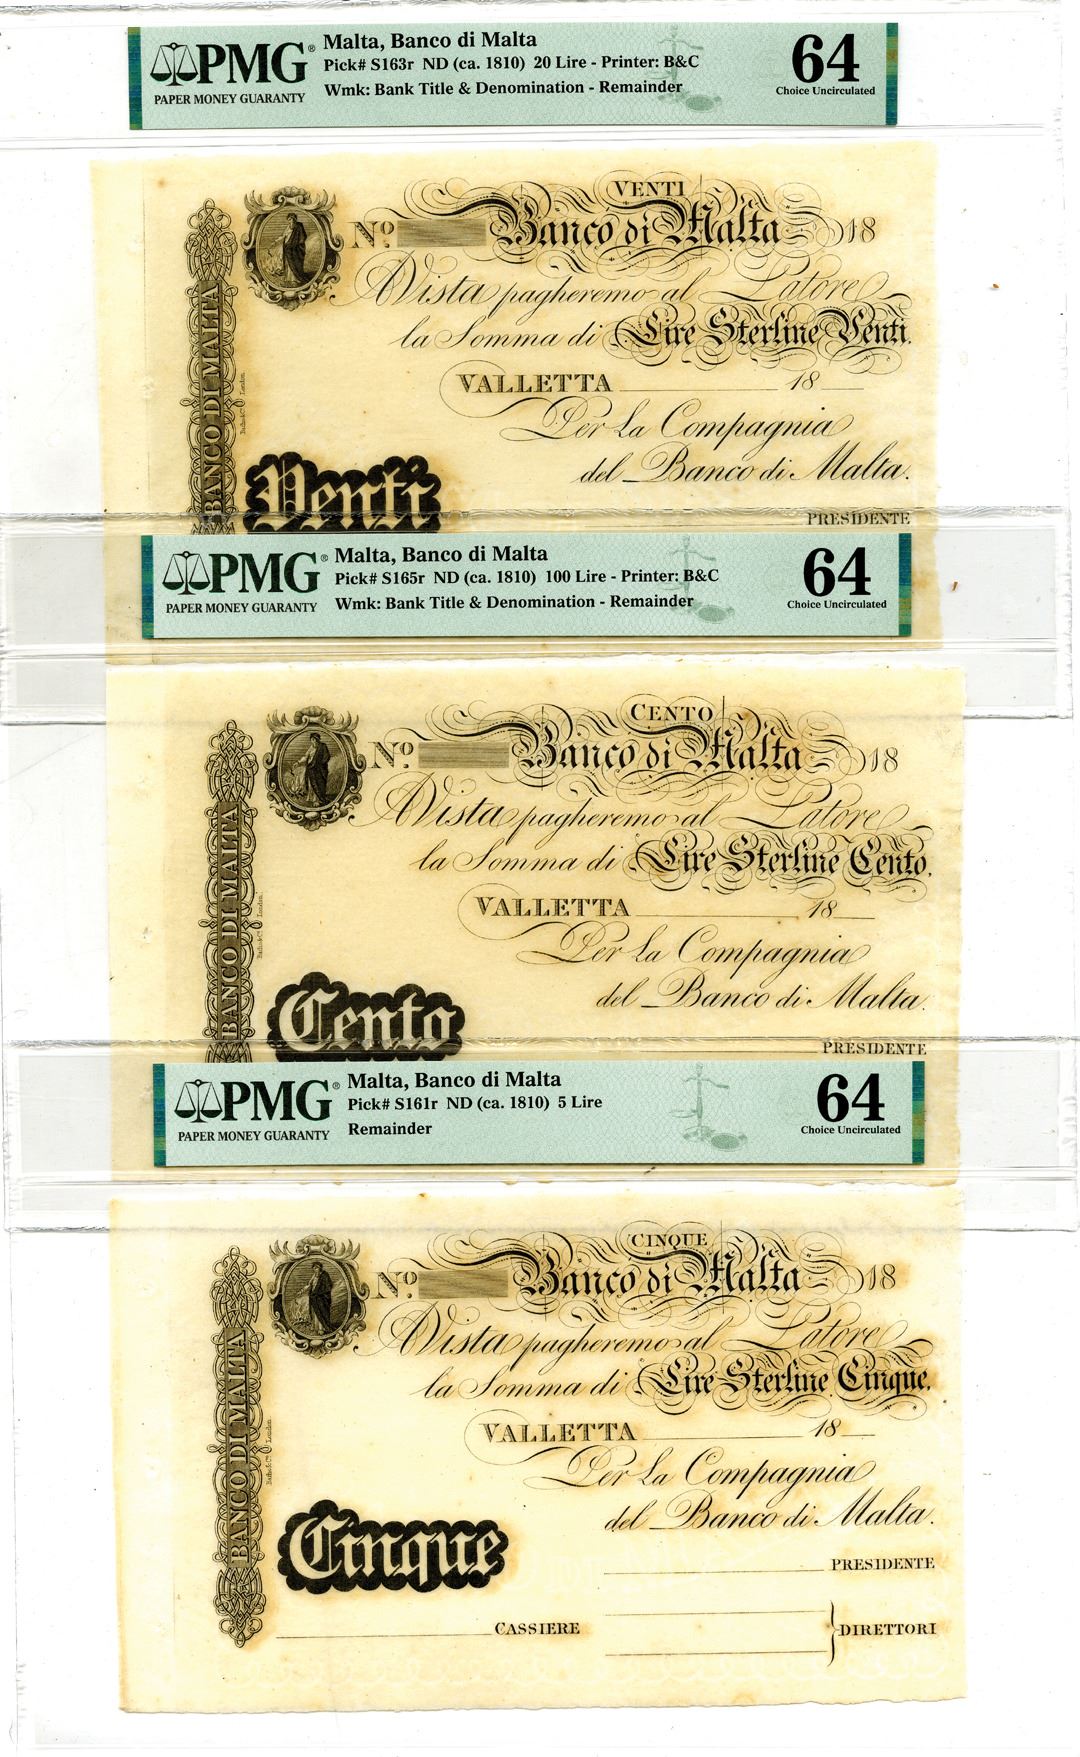 PMG®
PAPER MONEY GUARANTY
Malta, Banco di Malta
Pick# S163r ND (ca. 1810) 20 Lire - Printer: B&C
Wmk: Bank Title & Denomination - Remainder
64
Choice Uncirculated
VENTI
No. Banco di Malta 18
A Vista pagheremo al Latore
la Somma di Lire Sterline Venti.
VALLETTA 18
Per La Compagnia
del Banco di Malta.
PRESIDENTE
BANCO DI MALTA
Venti
PMG®
PAPER MONEY GUARANTY
Malta, Banco di Malta
Pick# S165r ND (ca. 1810) 100 Lire - Printer: B&C
Wmk: Bank Title & Denomination - Remainder
64
Choice Uncirculated
CENTO
No. Banco di Malta 18
A Vista pagheremo al Latore
la Somma di Lire Sterline Cento.
VALLETTA 18
Per La Compagnia
del Banco di Malta.
PRESIDENTE
BANCO DI MALTA
Cento
PMG®
PAPER MONEY GUARANTY
Malta, Banco di Malta
Pick# S161r ND (ca. 1810) 5 Lire
Remainder
64
Choice Uncirculated
CINQUE
No. Banco di Malta 18
A Vista pagheremo al Latore
la Somma di Lire Sterline Cinque.
VALLETTA 18
Per La Compagnia
del Banco di Malta.
PRESIDENTE
BANCO DI MALTA
Cinque
CASSIERE
DIRETTORI